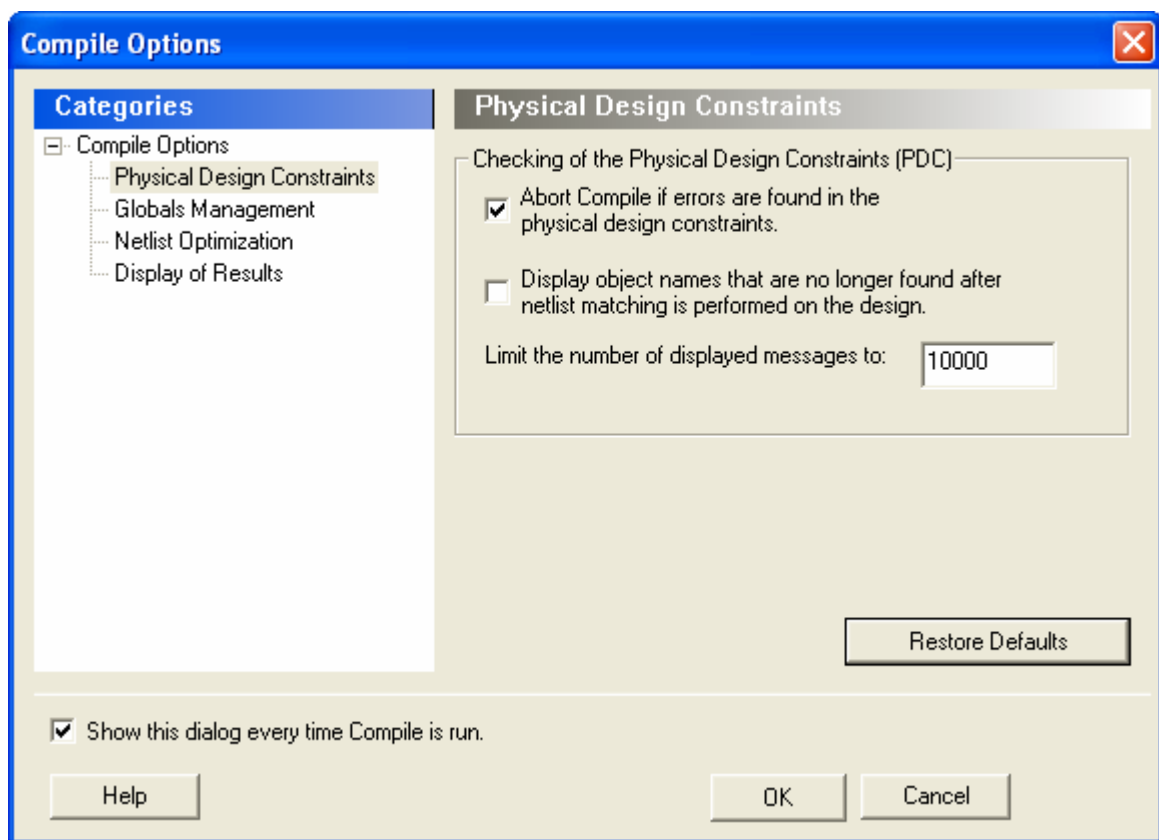 Compile Options
Categories
Compile Options
Physical Design Constraints
Globals Management
Netlist Optimization
Display of Results
Physical Design Constraints
Checking of the Physical Design Constraints (PDC)
Abort Compile if errors are found in the
physical design constraints.
Display object names that are no longer found after
netlist matching is performed on the design.
Limit the number of displayed messages to: 10000
Restore Defaults
Show this dialog every time Compile is run.
Help OK Cancel